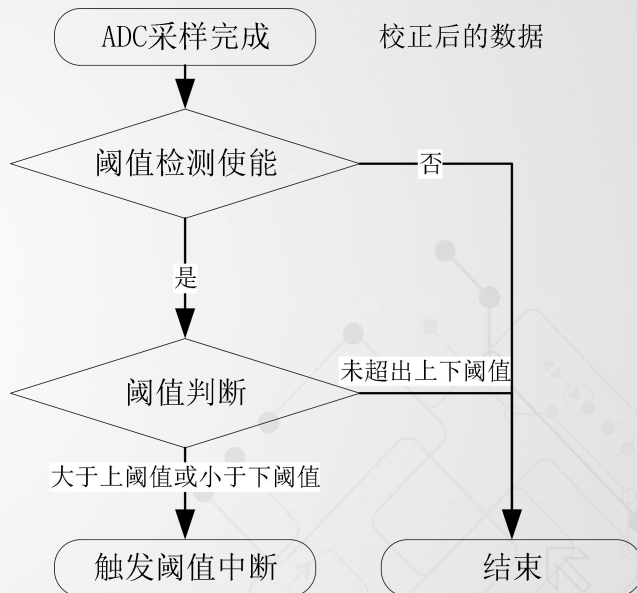 ADC采样完成
校正后的数据
阈值检测使能
否
是
未超出上下阈值
阈值判断
大于上阈值或小于下阈值
触发阈值中断
结束